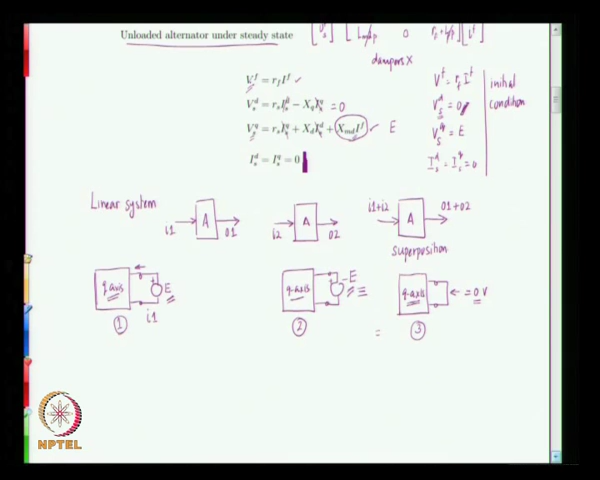 Unloaded alternator under steady state
dampers X
V^f = r_f I^f ✓
V_s^d = r_s I_s^d − X_q I_s^q = 0
V_s^q = r_s I_s^q + X_d I_s^d + X_md I^f ✓ E
I_s^d = I_s^q = 0
V^f = r_f I^f
V_s^d = 0
V_s^q = E
I_s^d = I_s^q = 0
initial
condition
Linear system
i1 A O1
i2 A O2
i1+i2 A O1+O2
superposition
q axis + E
i1
①
q-axis -E
②
=
q-axis ← = 0 V
③
NPTEL